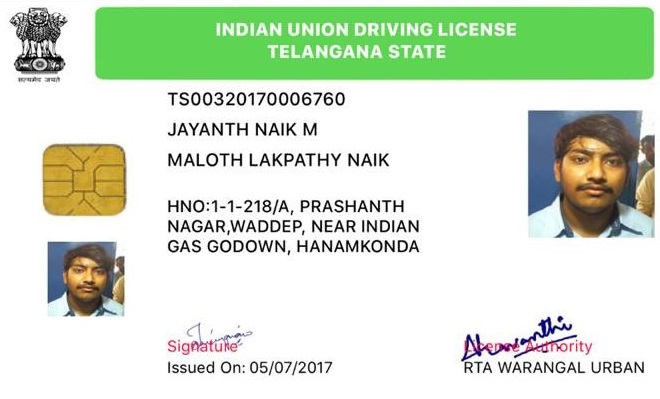 INDIAN UNION DRIVING LICENSE
TELANGANA STATE
सत्यमेव जयते
TS00320170006760
JAYANTH NAIK M
MALOTH LAKPATHY NAIK
HNO:1-1-218/A, PRASHANTH
NAGAR,WADDEP, NEAR INDIAN
GAS GODOWN, HANAMKONDA
Signature
Issued On: 05/07/2017
License Authority
RTA WARANGAL URBAN